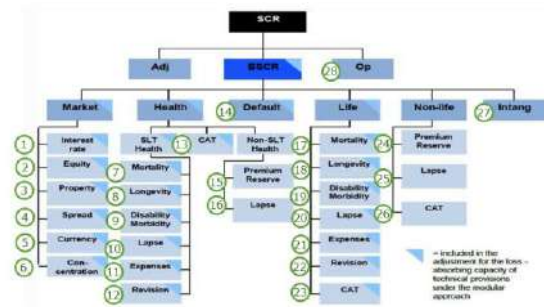 SCR
Adj
BSCR
28
Op
Market
Health
14
Default
Life
Non-life
27
Intang
1
Interest
rate
2
Equity
3
Property
4
Spread
5
Currency
6
Con-
centration
SLT
Health
13
CAT
Non-SLT
Health
7
Mortality
8
Longevity
9
Disability
Morbidity
10
Lapse
11
Expenses
12
Revision
15
Premium
Reserve
16
Lapse
17
Mortality
18
Longevity
19
Disability
Morbidity
20
Lapse
21
Expenses
22
Revision
23
CAT
24
Premium
Reserve
25
Lapse
26
CAT
= included in the
adjustment for the loss –
absorbing capacity of
technical provisions
under the modular
approach